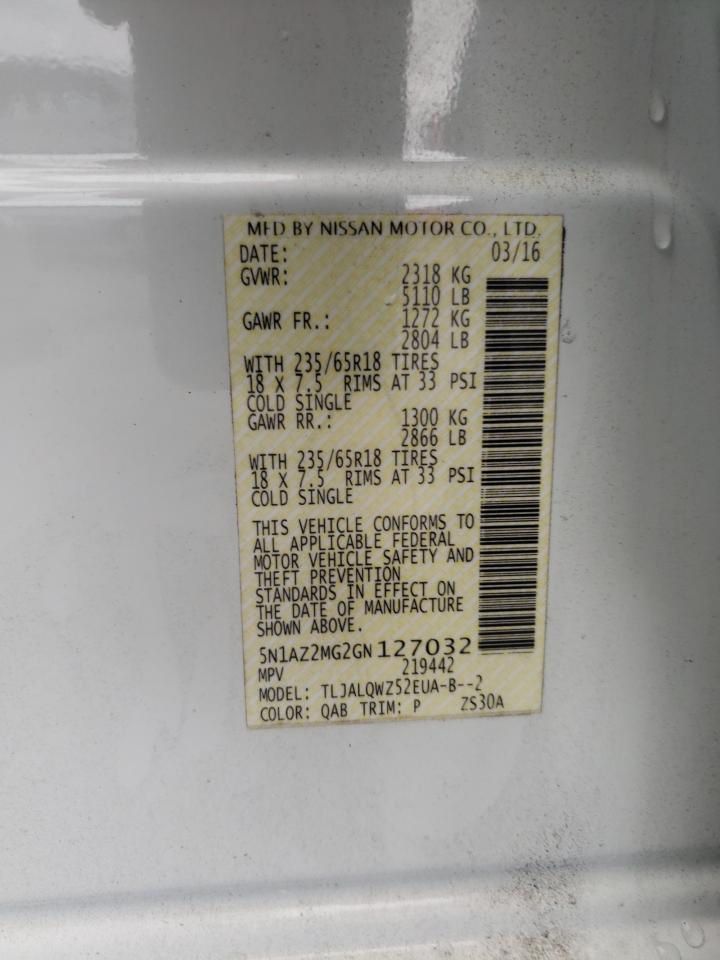 MFD BY NISSAN MOTOR CO., LTD.
DATE: 03/16
GVWR: 2318 KG
5110 LB
GAWR FR.: 1272 KG
2804 LB
WITH 235/65R18 TIRES
18 X 7.5 RIMS AT 33 PSI
COLD SINGLE
GAWR RR.: 1300 KG
2866 LB
WITH 235/65R18 TIRES
18 X 7.5 RIMS AT 33 PSI
COLD SINGLE
THIS VEHICLE CONFORMS TO
ALL APPLICABLE FEDERAL
MOTOR VEHICLE SAFETY AND
THEFT PREVENTION
STANDARDS IN EFFECT ON
THE DATE OF MANUFACTURE
SHOWN ABOVE.
5N1AZ2MG2GN127032
MPV 219442
MODEL: TLJALQWZ52EUA-B--2
COLOR: QAB TRIM: P ZS30A